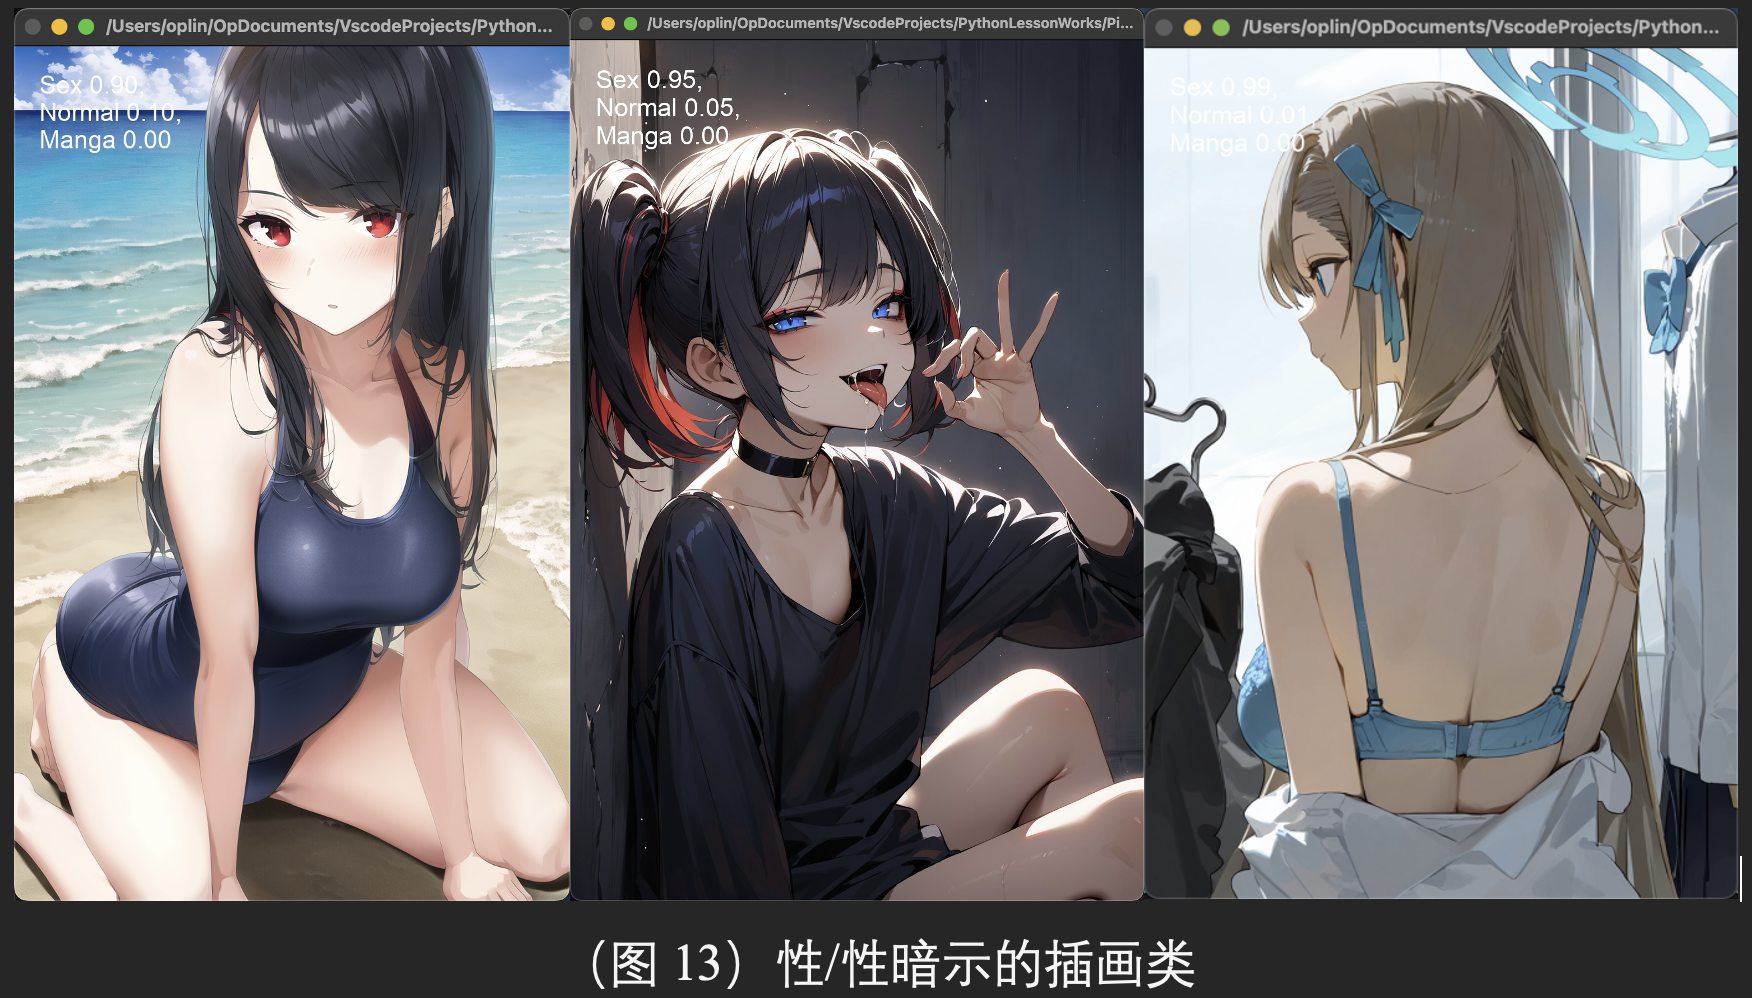 /Users/oplin/OpDocuments/VscodeProjects/Python...
Sex 0.90,
Normal 0.10,
Manga 0.00
/Users/oplin/OpDocuments/VscodeProjects/PythonLessonWorks/Pi...
Sex 0.95,
Normal 0.05,
Manga 0.00
/Users/oplin/OpDocuments/VscodeProjects/Python...
Sex 0.99,
Normal 0.01,
Manga 0.00
（图 13）性/性暗示的插画类